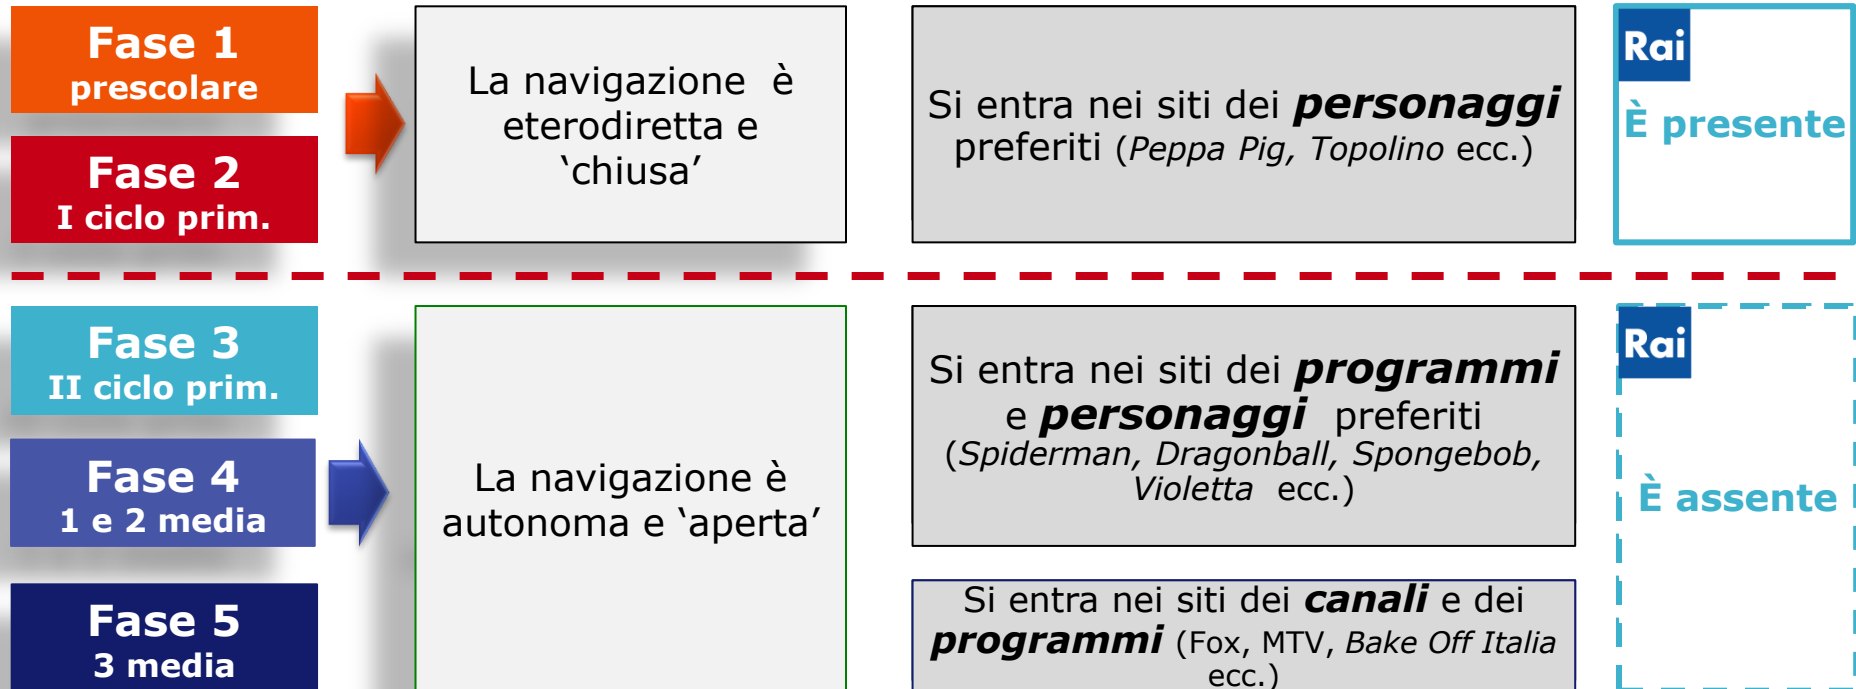 Fase 1
prescolare
Fase 2
I ciclo prim.
La navigazione è
eterodiretta e
‘chiusa’
Si entra nei siti dei personaggi
preferiti (Peppa Pig, Topolino ecc.)
Rai
È presente
Fase 3
II ciclo prim.
Fase 4
1 e 2 media
Fase 5
3 media
La navigazione è
autonoma e ‘aperta’
Si entra nei siti dei programmi
e personaggi preferiti
(Spiderman, Dragonball, Spongebob,
Violetta ecc.)
Si entra nei siti dei canali e dei
programmi (Fox, MTV, Bake Off Italia
ecc.)
Rai
È assente